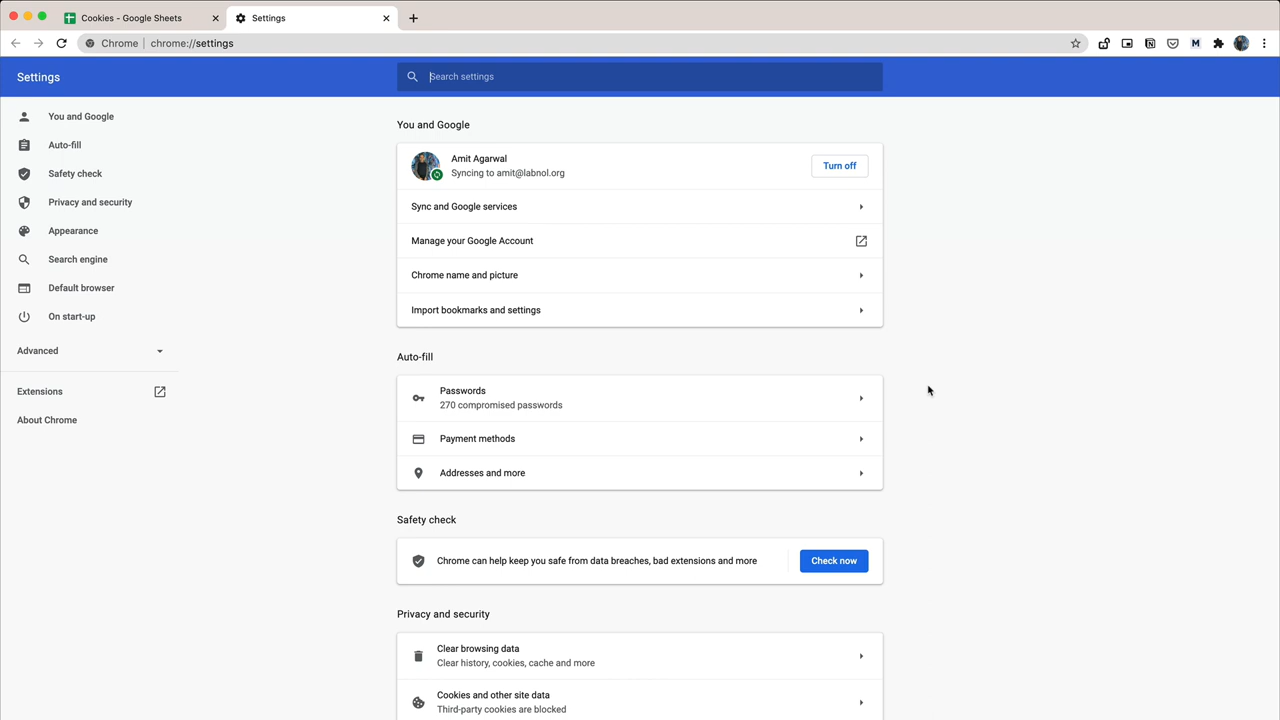 Cookies - Google Sheets
Settings
Chrome
chrome://settings
M
Settings
Search settings
You and Google
Auto-fill
Safety check
Privacy and security
Appearance
Search engine
Default browser
On start-up
Advanced
Extensions
About Chrome
You and Google
Amit Agarwal
Syncing to amit@labnol.org
Turn off
Sync and Google services
Manage your Google Account
Chrome name and picture
Import bookmarks and settings
Auto-fill
Passwords
270 compromised passwords
Payment methods
Addresses and more
Safety check
Chrome can help keep you safe from data breaches, bad extensions and more
Check now
Privacy and security
Clear browsing data
Clear history, cookies, cache and more
Cookies and other site data
Third-party cookies are blocked